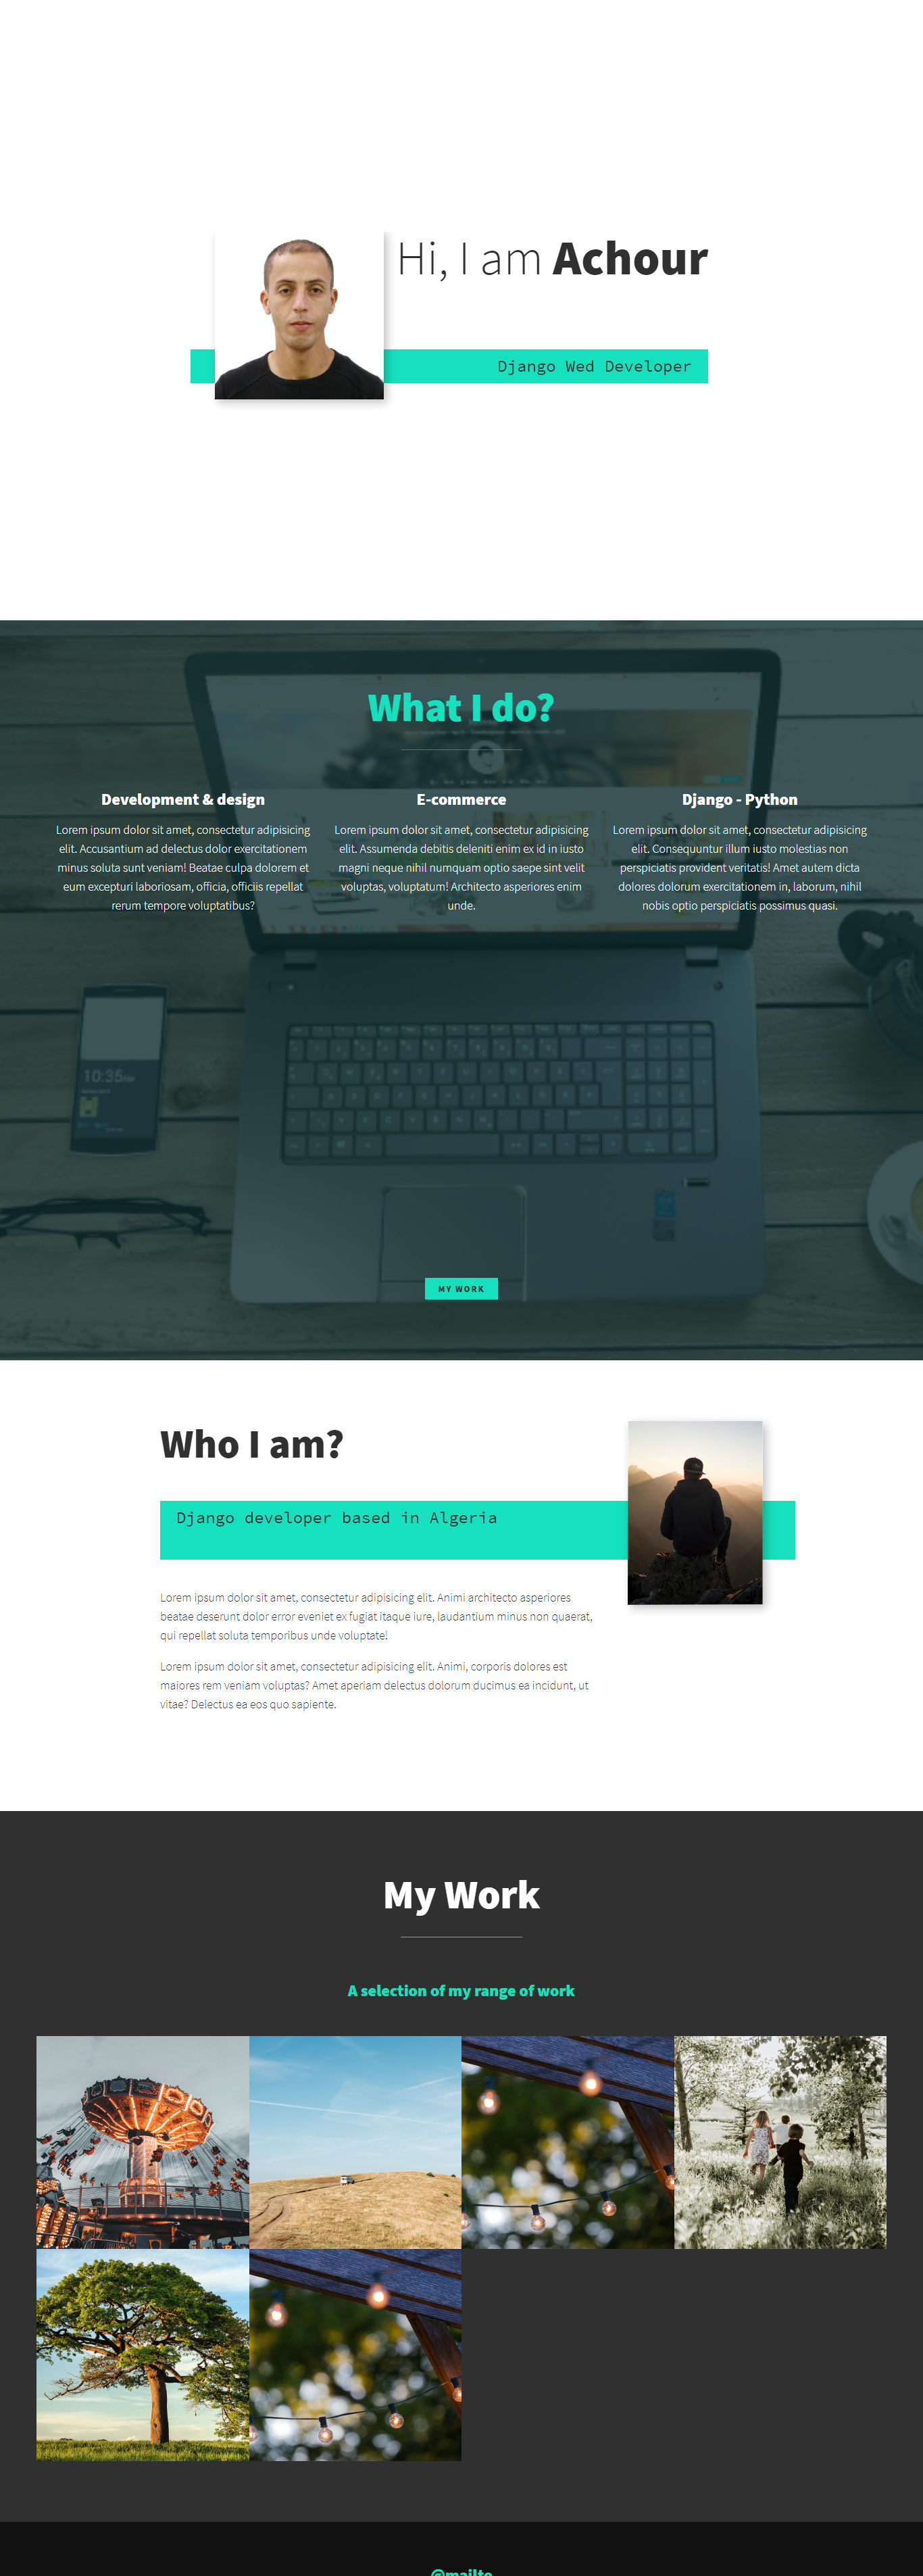 Hi, I am Achour
Django Wed Developer
What I do?
Development & design
Lorem ipsum dolor sit amet, consectetur adipisicing
elit. Accusantium ad delectus dolor exercitationem
minus soluta sunt veniam! Beatae culpa dolorem et
eum excepturi laboriosam, officia, officiis repellat
rerum tempore voluptatibus?
E-commerce
Lorem ipsum dolor sit amet, consectetur adipisicing
elit. Assumenda debitis deleniti enim ex id in iusto
magni neque nihil numquam optio saepe sint velit
voluptas, voluptatum! Architecto asperiores enim
unde.
Django - Python
Lorem ipsum dolor sit amet, consectetur adipisicing
elit. Consequuntur illum iusto molestias non
perspiciatis provident veritatis! Amet autem dicta
dolores dolorum exercitationem in, laborum, nihil
nobis optio perspiciatis possimus quasi.
10:35
MY WORK
Who I am?
Django developer based in Algeria
Lorem ipsum dolor sit amet, consectetur adipisicing elit. Animi architecto asperiores
beatae deserunt dolor error eveniet ex fugiat itaque iure, laudantium minus non quaerat,
qui repellat soluta temporibus unde voluptate!
Lorem ipsum dolor sit amet, consectetur adipisicing elit. Animi, corporis dolores est
maiores rem veniam voluptas? Amet aperiam delectus dolorum ducimus ea incidunt, ut
vitae? Delectus ea eos quo sapiente.
My Work
A selection of my range of work
@mailto